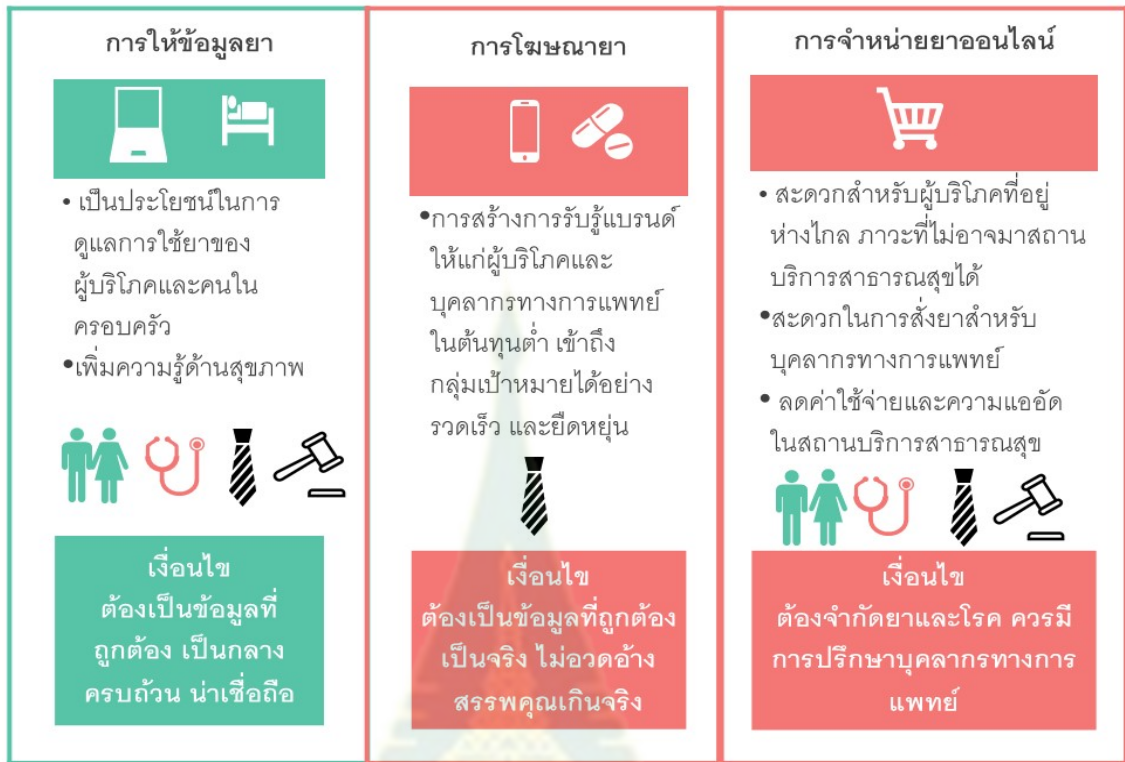 การให้ข้อมูลยา
• เป็นประโยชน์ในการ
ดูแลการใช้ยาของ
ผู้บริโภคและคนใน
ครอบครัว
•เพิ่มความรู้ด้านสุขภาพ
เงื่อนไข
ต้องเป็นข้อมูลที่
ถูกต้อง เป็นกลาง
ครบถ้วน น่าเชื่อถือ
การโฆษณายา
•การสร้างการรับรู้แบรนด์
ให้แก่ผู้บริโภคและ
บุคลากรทางการแพทย์
ในต้นทุนต่ำ เข้าถึง
กลุ่มเป้าหมายได้อย่าง
รวดเร็ว และยืดหยุ่น
เงื่อนไข
ต้องเป็นข้อมูลที่ถูกต้อง
เป็นจริง ไม่อวดอ้าง
สรรพคุณเกินจริง
การจำหน่ายยาออนไลน์
• สะดวกสำหรับผู้บริโภคที่อยู่
ห่างไกล ภาวะที่ไม่อาจมาสถาน
บริการสาธารณสุขได้
•สะดวกในการสั่งยาสำหรับ
บุคลากรทางการแพทย์
• ลดค่าใช้จ่ายและความแออัด
ในสถานบริการสาธารณสุข
เงื่อนไข
ต้องจำกัดยาและโรค ควรมี
การปรึกษาบุคลากรทางการ
แพทย์